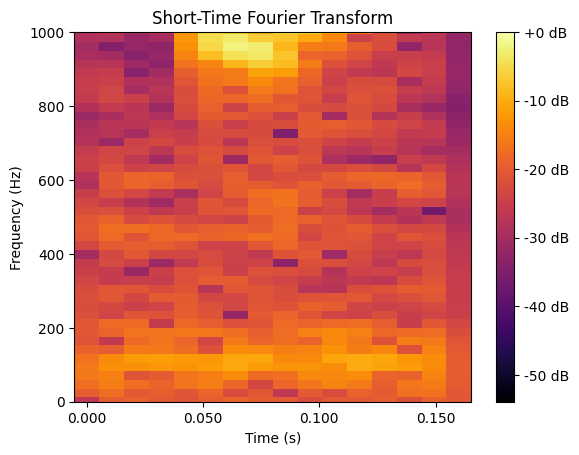 Short-Time Fourier Transform
1000
800
600
400
200
0
Frequency (Hz)
0.000
0.050
0.100
0.150
Time (s)
+0 dB
-10 dB
-20 dB
-30 dB
-40 dB
-50 dB